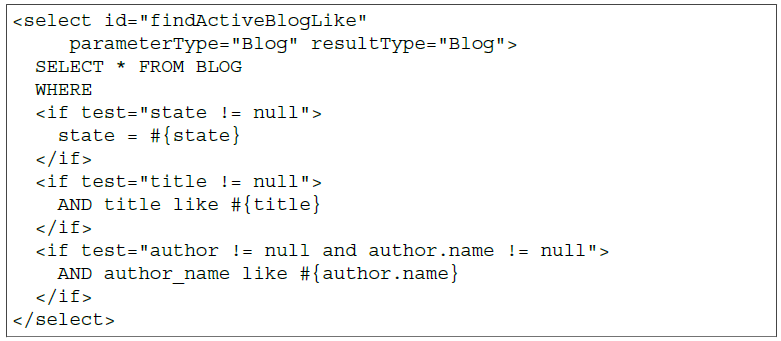 <select id="findActiveBlogLike"
parameterType="Blog" resultType="Blog">
SELECT * FROM BLOG
WHERE
<if test="state != null">
state = #{state}
</if>
<if test="title != null">
AND title like #{title}
</if>
<if test="author != null and author.name != null">
AND author_name like #{author.name}
</if>
</select>